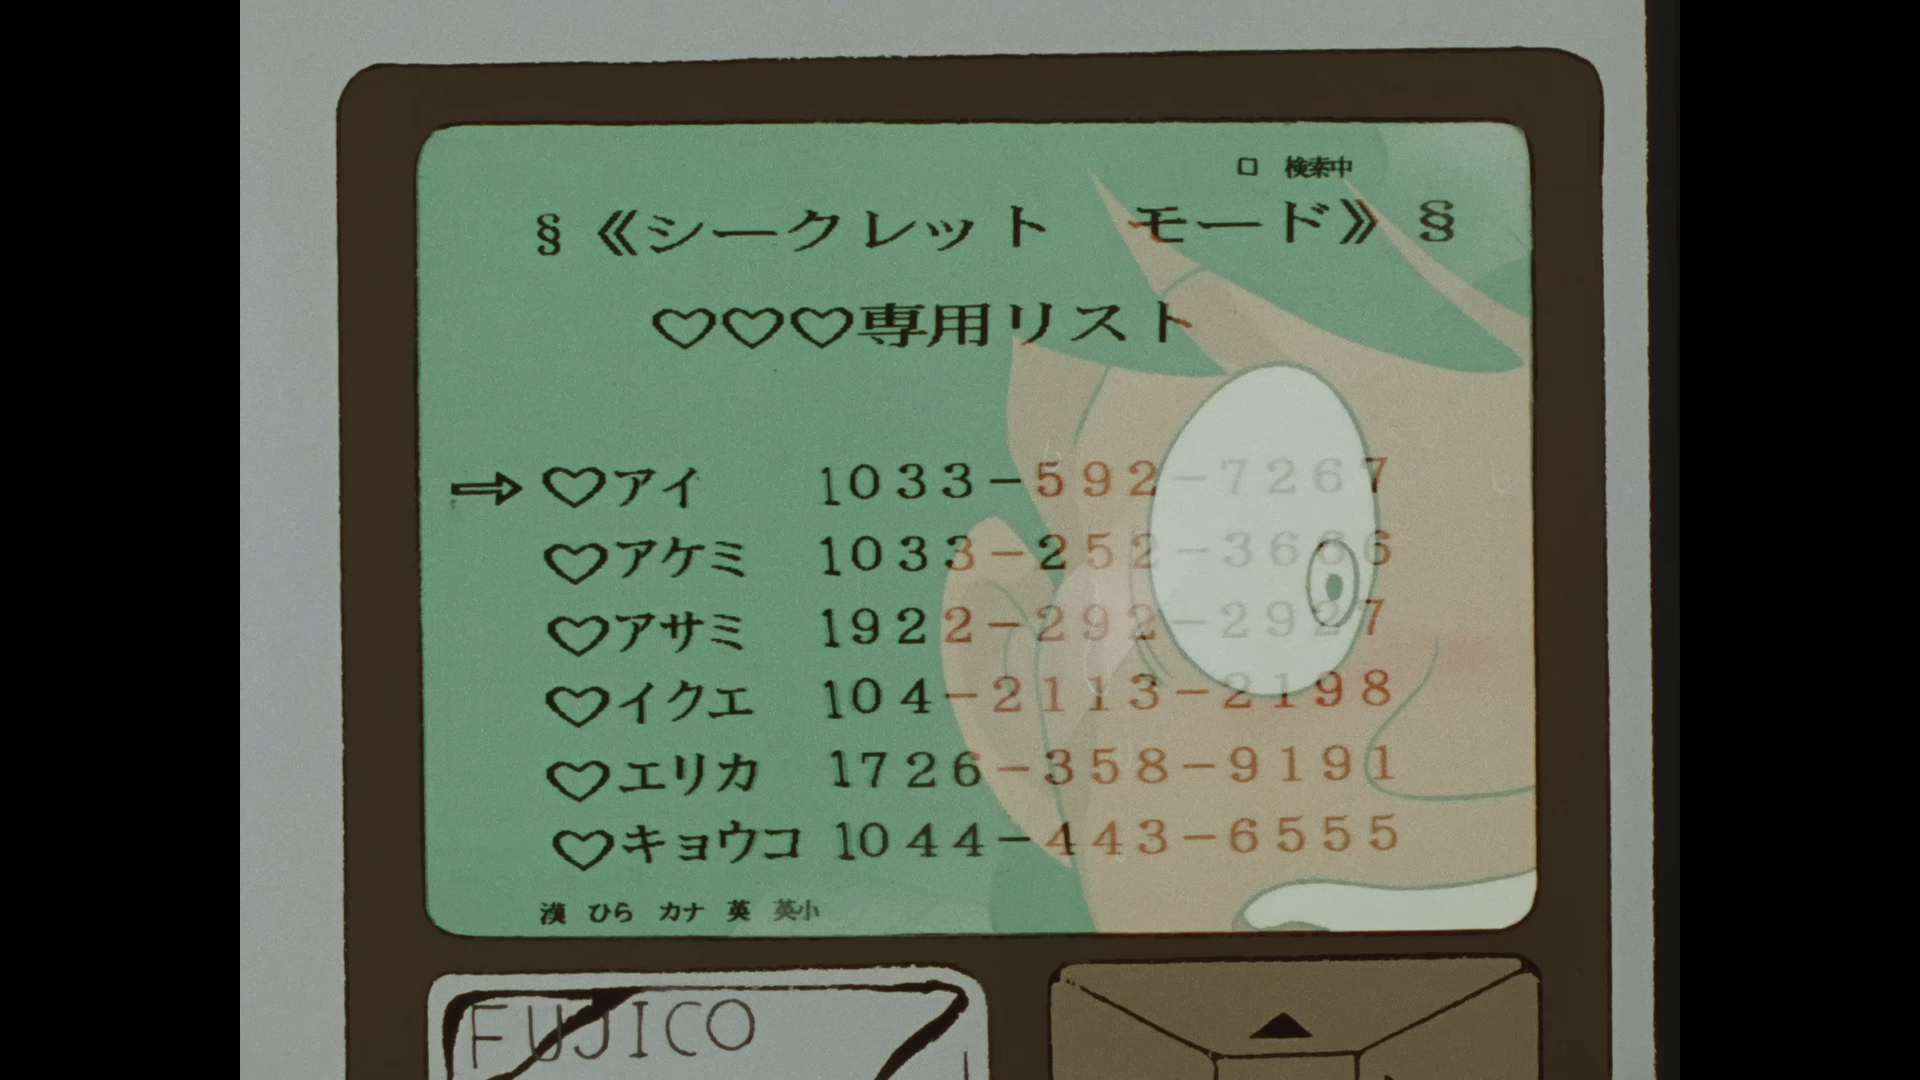 □ 検索中
§《シークレット モード》§
♡♡♡専用リスト
⇨♡アイ 1033-592-7267
♡アケミ 1033-252-3666
♡アサミ 1922-292-2927
♡イクエ 104-2113-2198
♡エリカ 1726-358-9191
♡キョウコ 1044-443-6555
漢 ひら カナ 英 英小
FUJICO